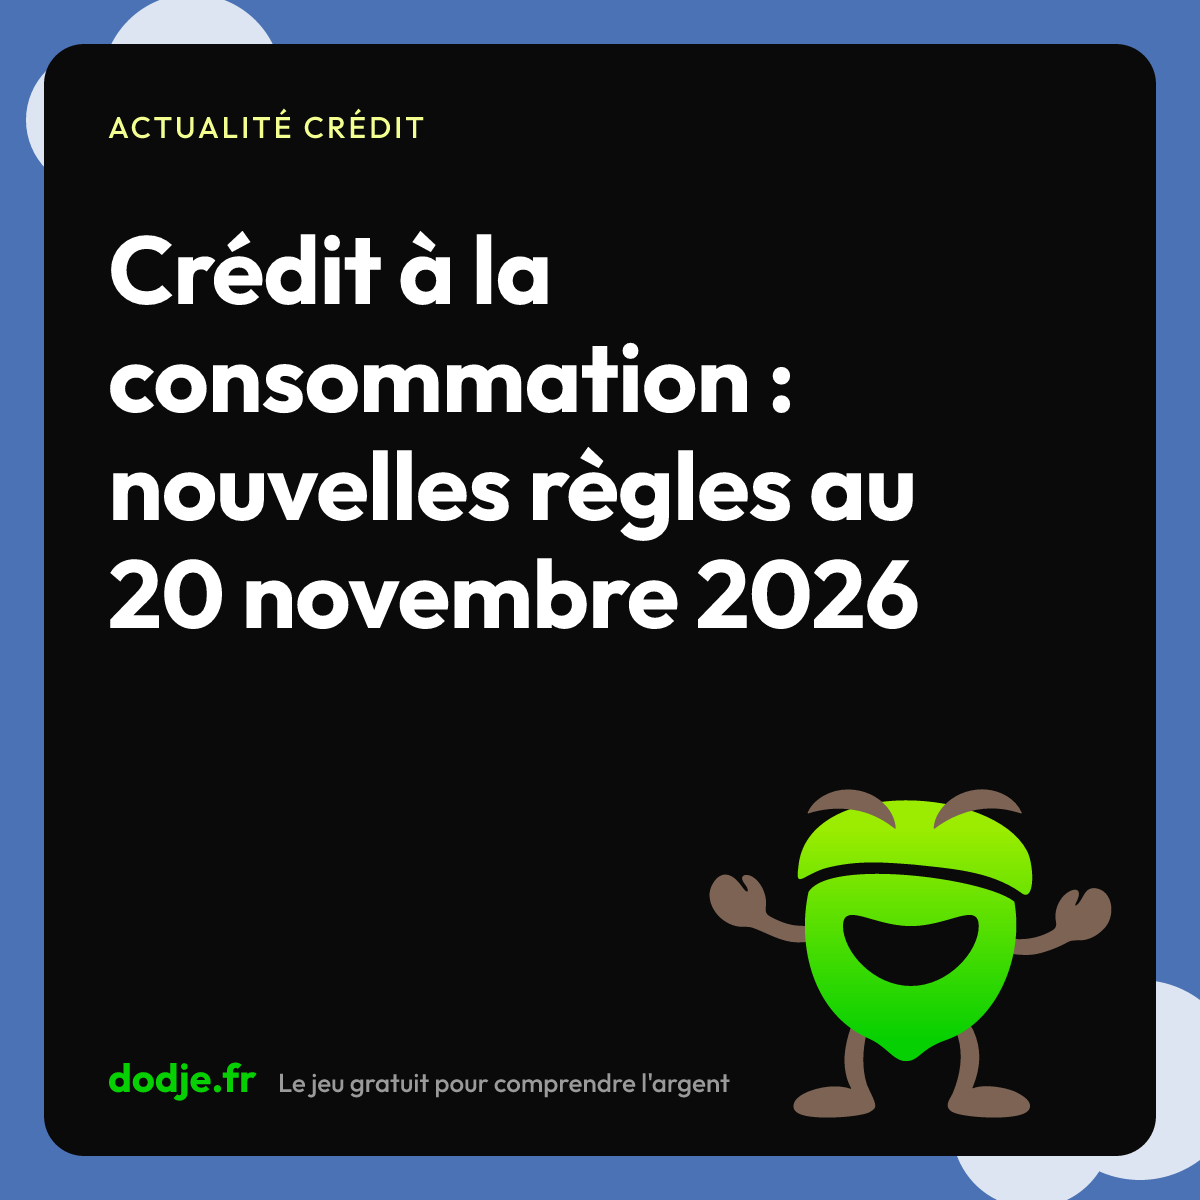 ACTUALITÉ CRÉDIT
Crédit à la
consommation :
nouvelles règles au
20 novembre 2026
dodje.fr Le jeu gratuit pour comprendre l'argent